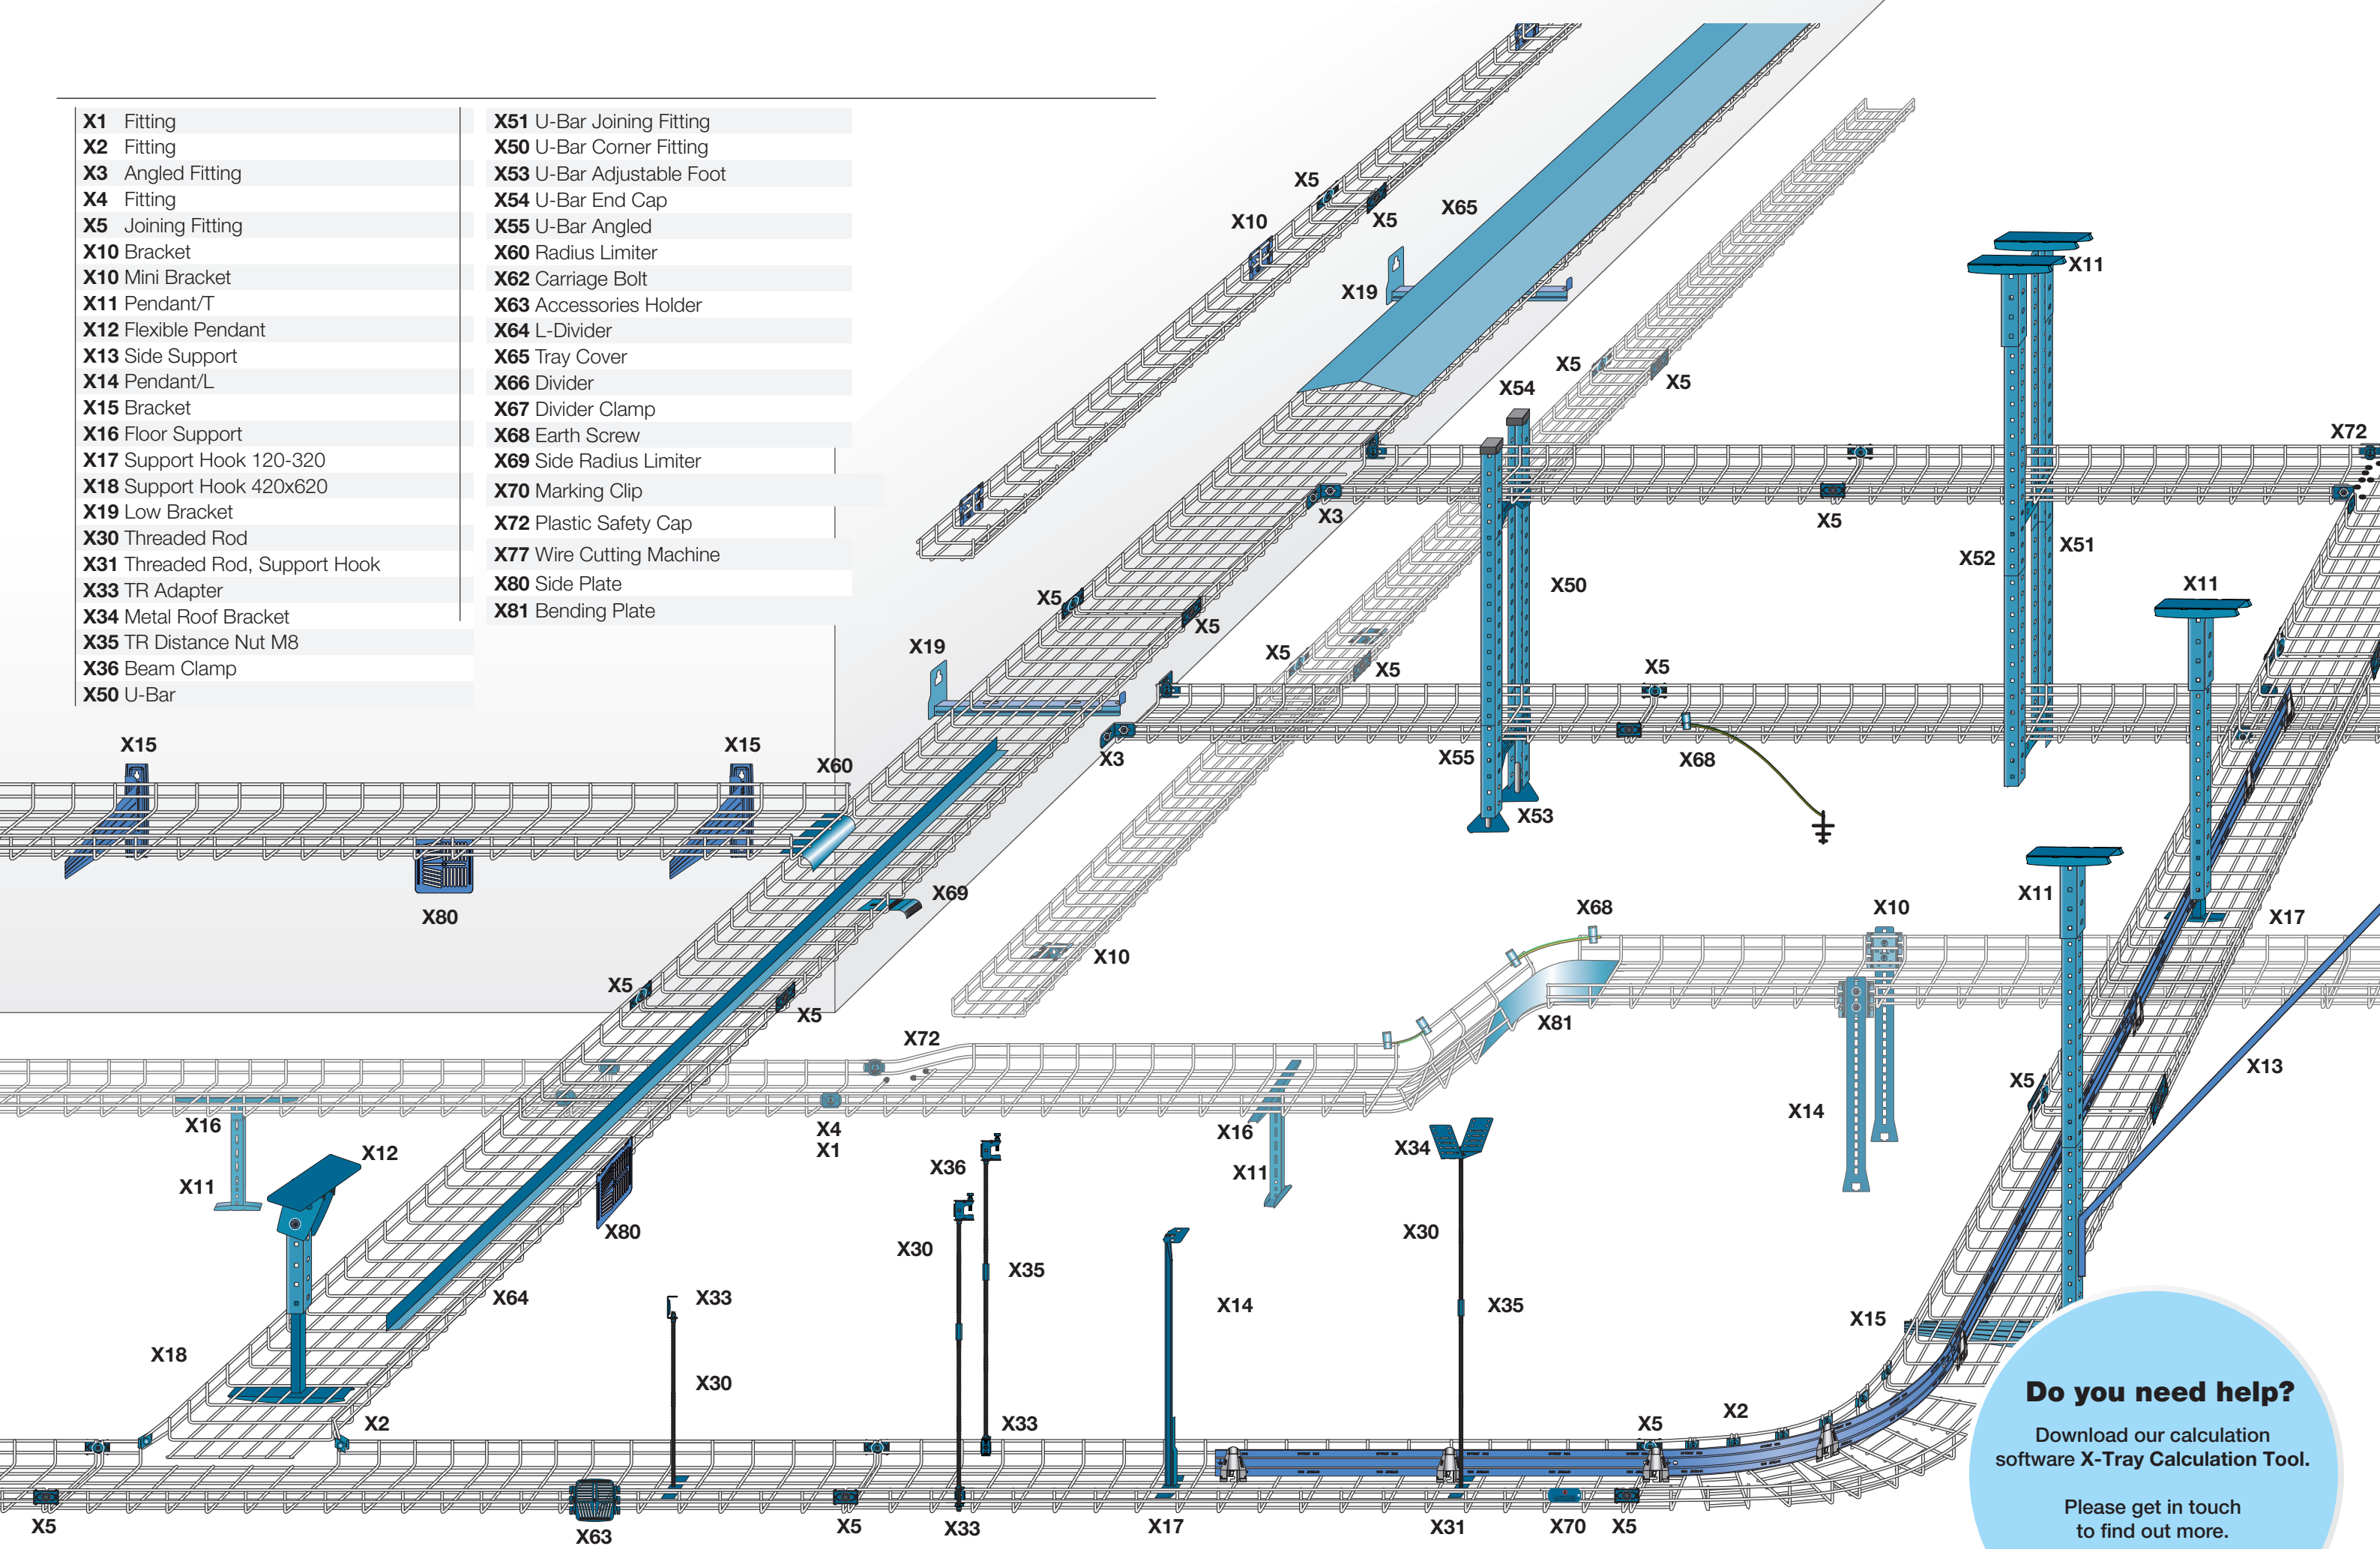 X1 Fitting
X2 Fitting
X3 Angled Fitting
X4 Fitting
X5 Joining Fitting
X10 Bracket
X10 Mini Bracket
X11 Pendant/T
X12 Flexible Pendant
X13 Side Support
X14 Pendant/L
X15 Bracket
X16 Floor Support
X17 Support Hook 120-320
X18 Support Hook 420x620
X19 Low Bracket
X30 Threaded Rod
X31 Threaded Rod, Support Hook
X33 TR Adapter
X34 Metal Roof Bracket
X35 TR Distance Nut M8
X36 Beam Clamp
X50 U-Bar
X51 U-Bar Joining Fitting
X50 U-Bar Corner Fitting
X53 U-Bar Adjustable Foot
X54 U-Bar End Cap
X55 U-Bar Angled
X60 Radius Limiter
X62 Carriage Bolt
X63 Accessories Holder
X64 L-Divider
X65 Tray Cover
X66 Divider
X67 Divider Clamp
X68 Earth Screw
X69 Side Radius Limiter
X70 Marking Clip
X72 Plastic Safety Cap
X77 Wire Cutting Machine
X80 Side Plate
X81 Bending Plate
X5
X10
X5
X65
X19
X11
X5
X5
X54
X72
X3
X5
X52
X51
X50
X11
X5
X5
X19
X5
X5
X5
X15
X15
X60
X3
X55
X68
X53
X80
X69
X11
X68
X10
X17
X10
X5
X5
X81
X72
X13
X5
X16
X4
X1
X16
X14
X12
X36
X34
X11
X11
X80
X30
X30
X35
X64
X33
X14
X35
X15
X18
X30
X2
X33
X5
X2
X5
X63
X5
X33
X17
X31
X70
X5
Do you need help?
Download our calculation
software X-Tray Calculation Tool.
Please get in touch
to find out more.